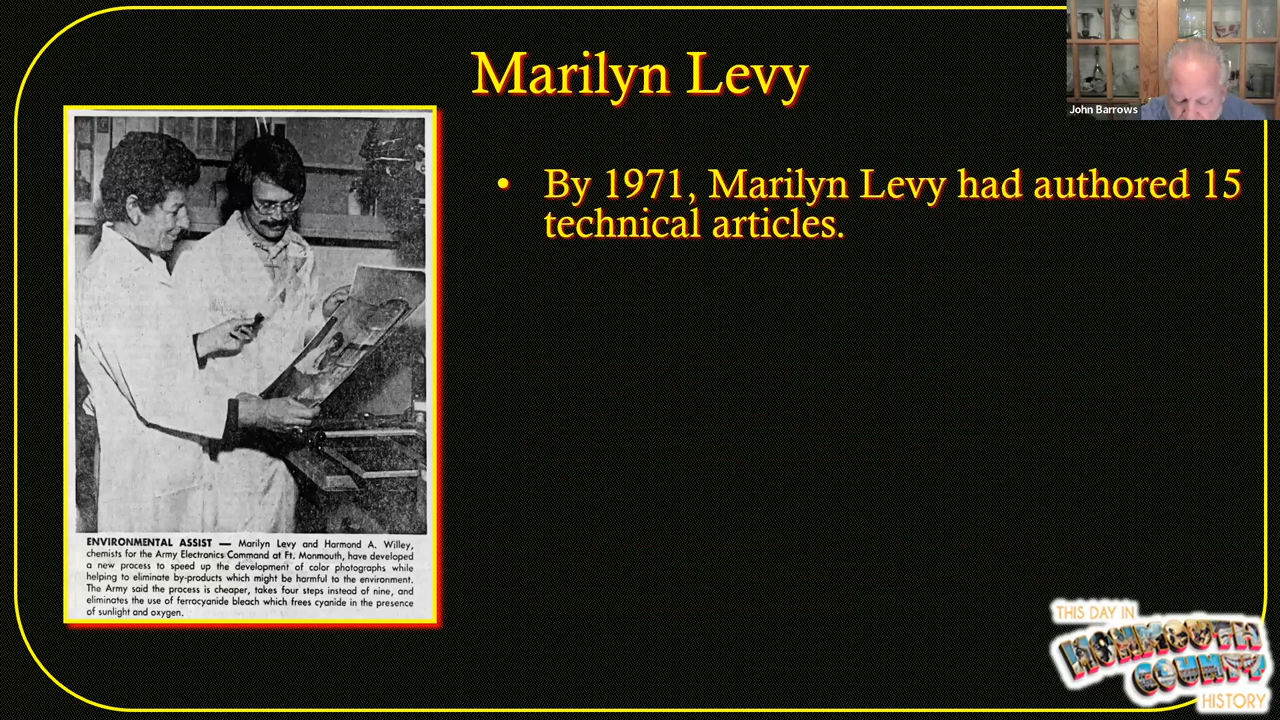 Marilyn Levy
John Barrows
• By 1971, Marilyn Levy had authored 15
technical articles.
ENVIRONMENTAL ASSIST — Marilyn Levy and Harmond A. Willey,
chemists for the Army Electronics Command at Ft. Monmouth, have developed
a new process to speed up the development of color photographs while
helping to eliminate by-products which might be harmful to the environment.
The Army said the process is cheaper, takes four steps instead of nine, and
eliminates the use of ferrocyanide bleach which frees cyanide in the presence
of sunlight and oxygen.
THIS DAY IN
MONMOUTH
COUNTY
HISTORY